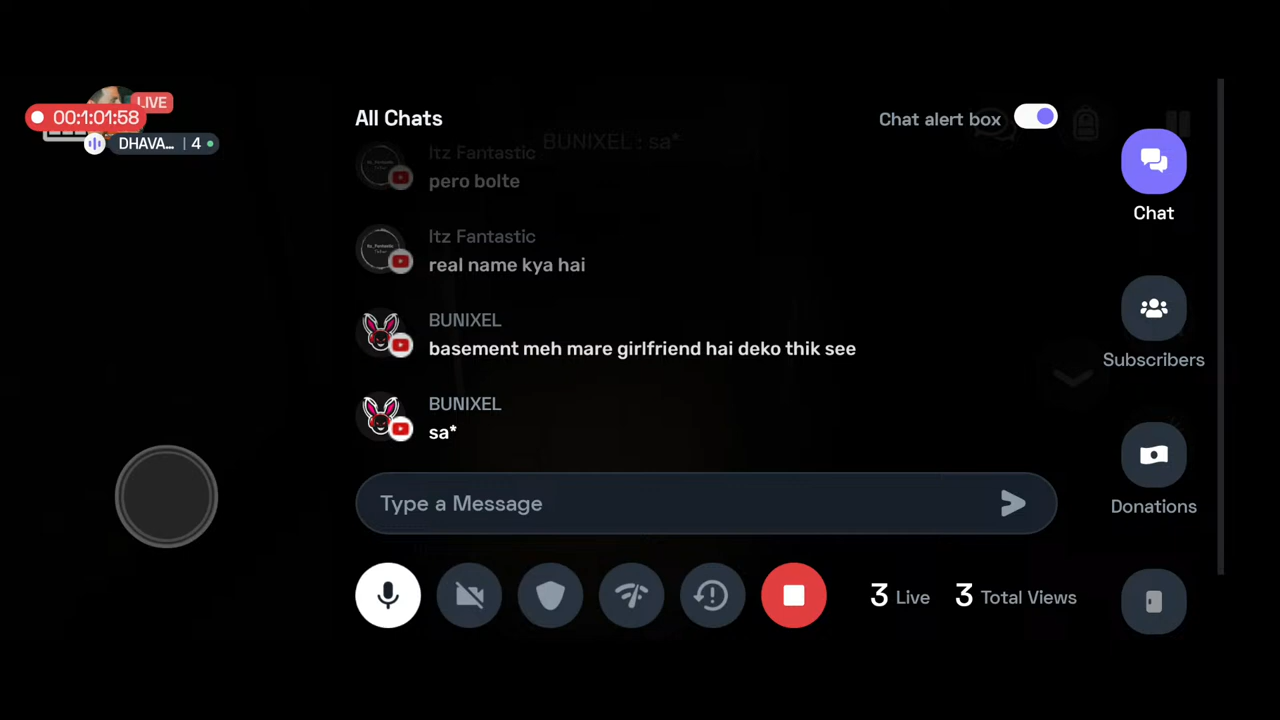 LIVE
00:1:01:58
DHAVA... | 4
All Chats
Chat alert box
BUNIXEL : sa*
Itz Fantastic
pero bolte
Itz Fantastic
real name kya hai
BUNIXEL
basement meh mare girlfriend hai deko thik see
BUNIXEL
sa*
Type a Message
Chat
Subscribers
Donations
3 Live 3 Total Views